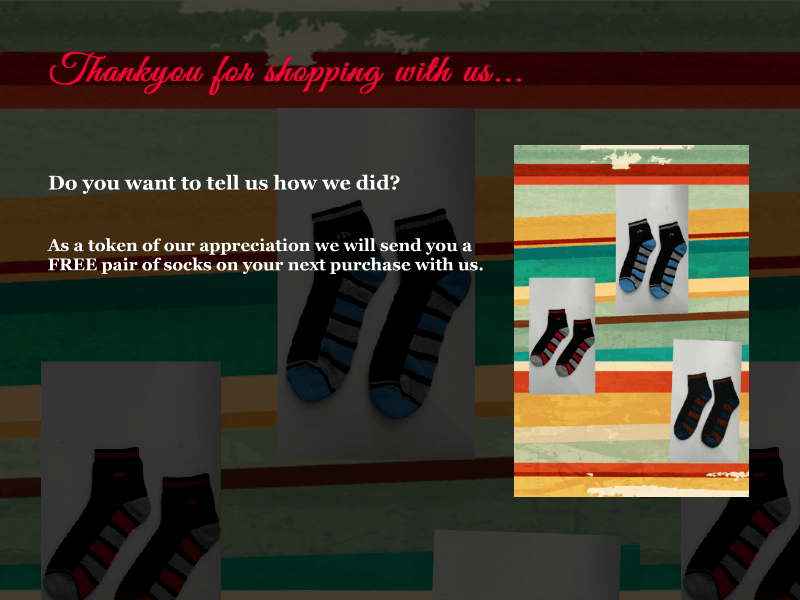 Thankyou for shopping with us...
Do you want to tell us how we did?
As a token of our appreciation we will send you a
FREE pair of socks on your next purchase with us.